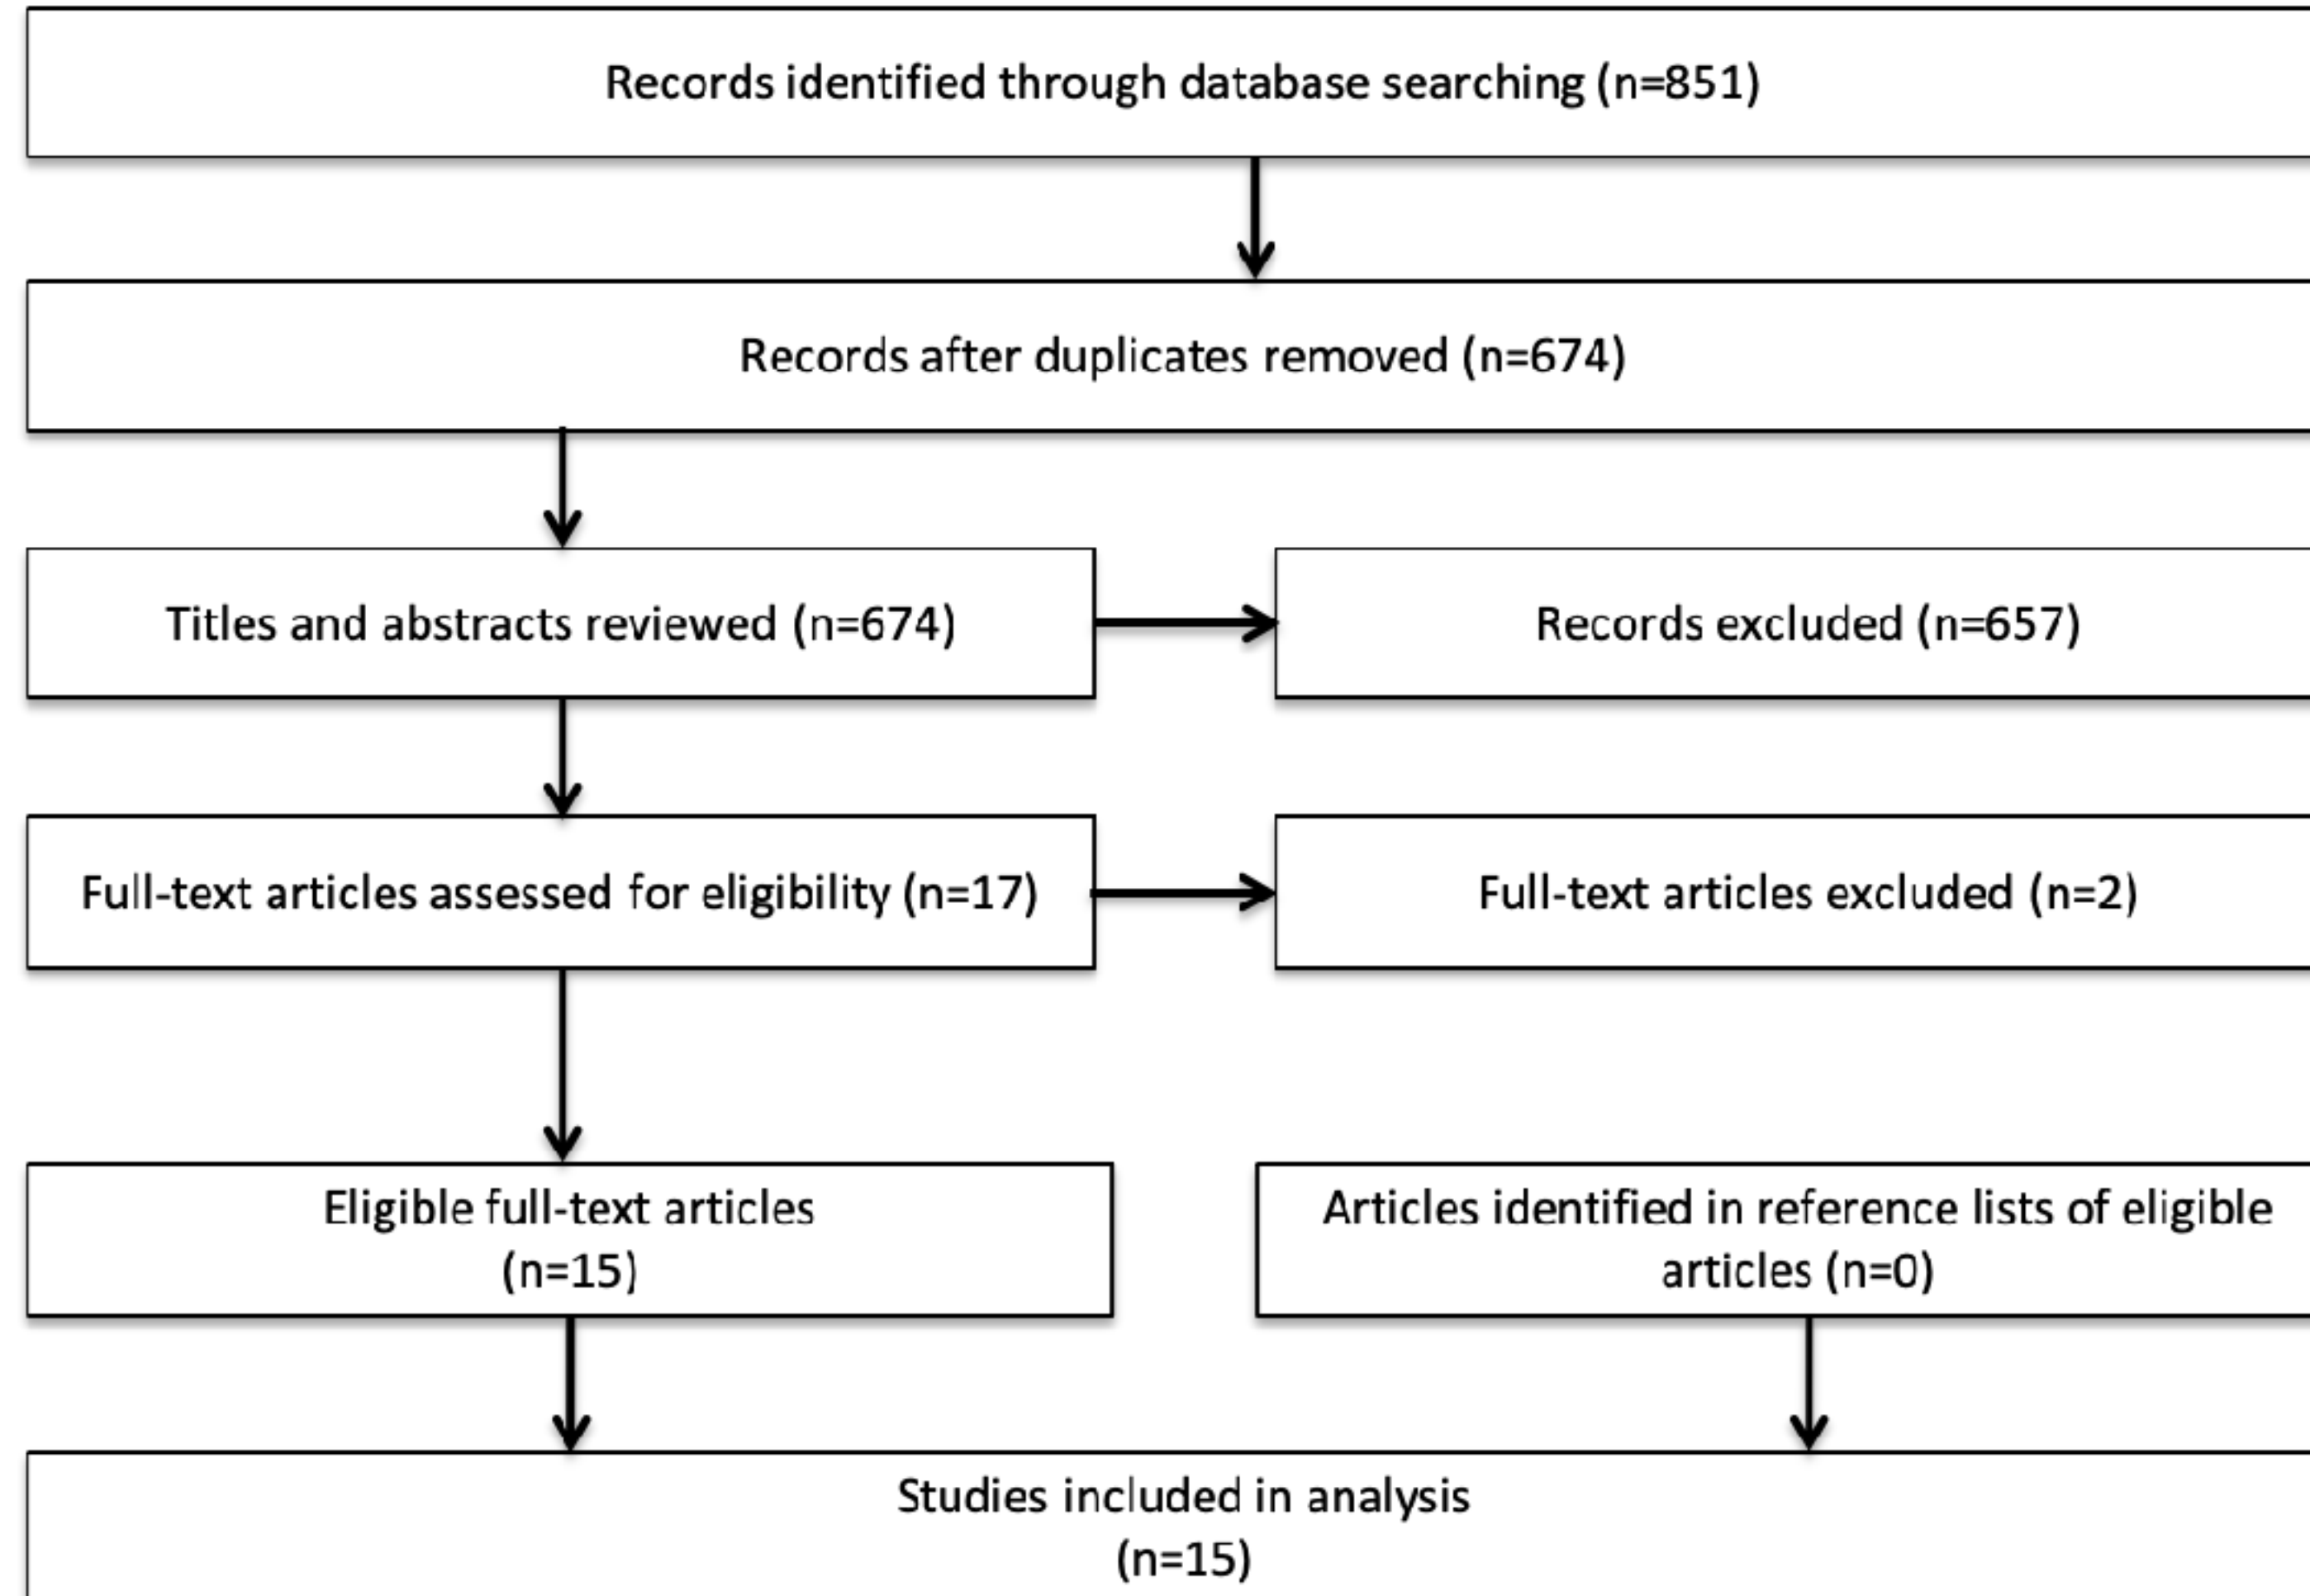 Records identified through database searching (n=851)
Records after duplicates removed (n=674)
Titles and abstracts reviewed (n=674)
Records excluded (n=657)
Full-text articles assessed for eligibility (n=17)
Full-text articles excluded (n=2)
Eligible full-text articles
(n=15)
Articles identified in reference lists of eligible
articles (n=0)
Studies included in analysis
(n=15)